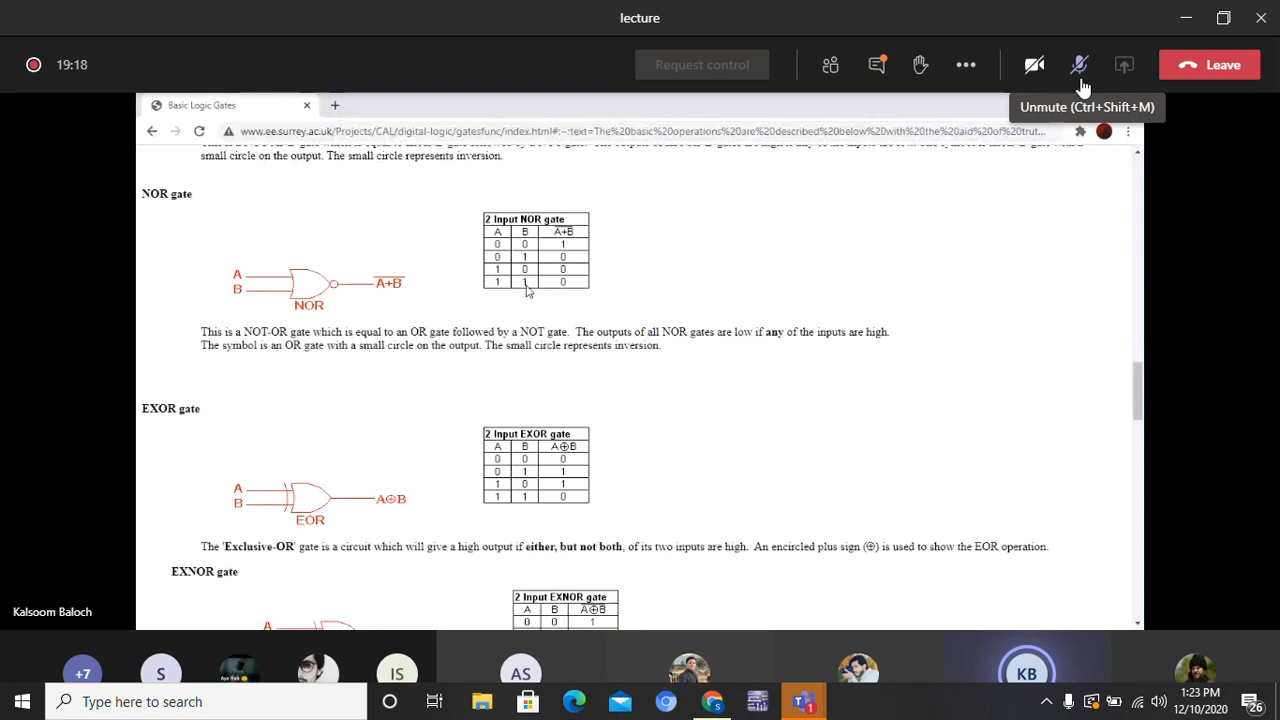 lecture
19:18
Request control
Leave
Unmute (Ctrl+Shift+M)
Basic Logic Gates
www.ee.surrey.ac.uk/Projects/CAL/digital-logic/gatesfunc/index.html#:~:text=The%20basic%20operations%20are%20described%20below%20with%20the%20aid%20of%20trut...
small circle on the output. The small circle represents inversion.
NOR gate
2 Input NOR gate
A B A+B
0 0 1
0 1 0
1 0 0
1 1 0
A
B
A+B
NOR
This is a NOT-OR gate which is equal to an OR gate followed by a NOT gate. The outputs of all NOR gates are low if any of the inputs are high.
The symbol is an OR gate with a small circle on the output. The small circle represents inversion.
EXOR gate
2 Input EXOR gate
A B A⊕B
0 0 0
0 1 1
1 0 1
1 1 0
A
B
A⊕B
EOR
The 'Exclusive-OR' gate is a circuit which will give a high output if either, but not both, of its two inputs are high. An encircled plus sign (⊕) is used to show the EOR operation.
EXNOR gate
2 Input EXNOR gate
A B A⊕B
0 0 1
A
Kalsoom Baloch
+7
S
IS
AS
KB
Type here to search
1:23 PM
12/10/2020
26